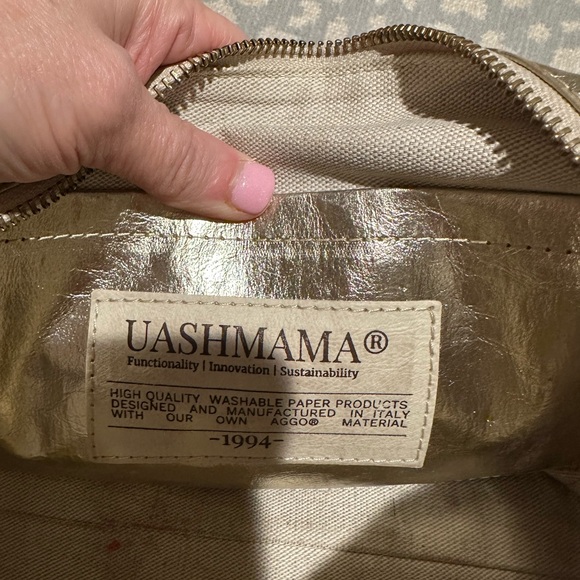 UASHMAMA®
Functionality | Innovation | Sustainability
HIGH QUALITY WASHABLE PAPER PRODUCTS
DESIGNED AND MANUFACTURED IN ITALY
WITH OUR OWN AGGO® MATERIAL
-1994-